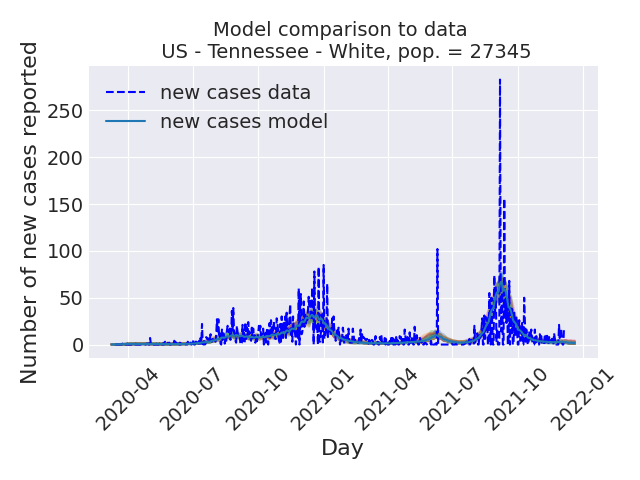 Model comparison to data
US - Tennessee - White, pop. = 27345
Number of new cases reported
new cases data
new cases model
250
200
150
100
50
0
2020-04
2020-07
2020-10
2021-01
2021-04
2021-07
2021-10
2022-01
Day